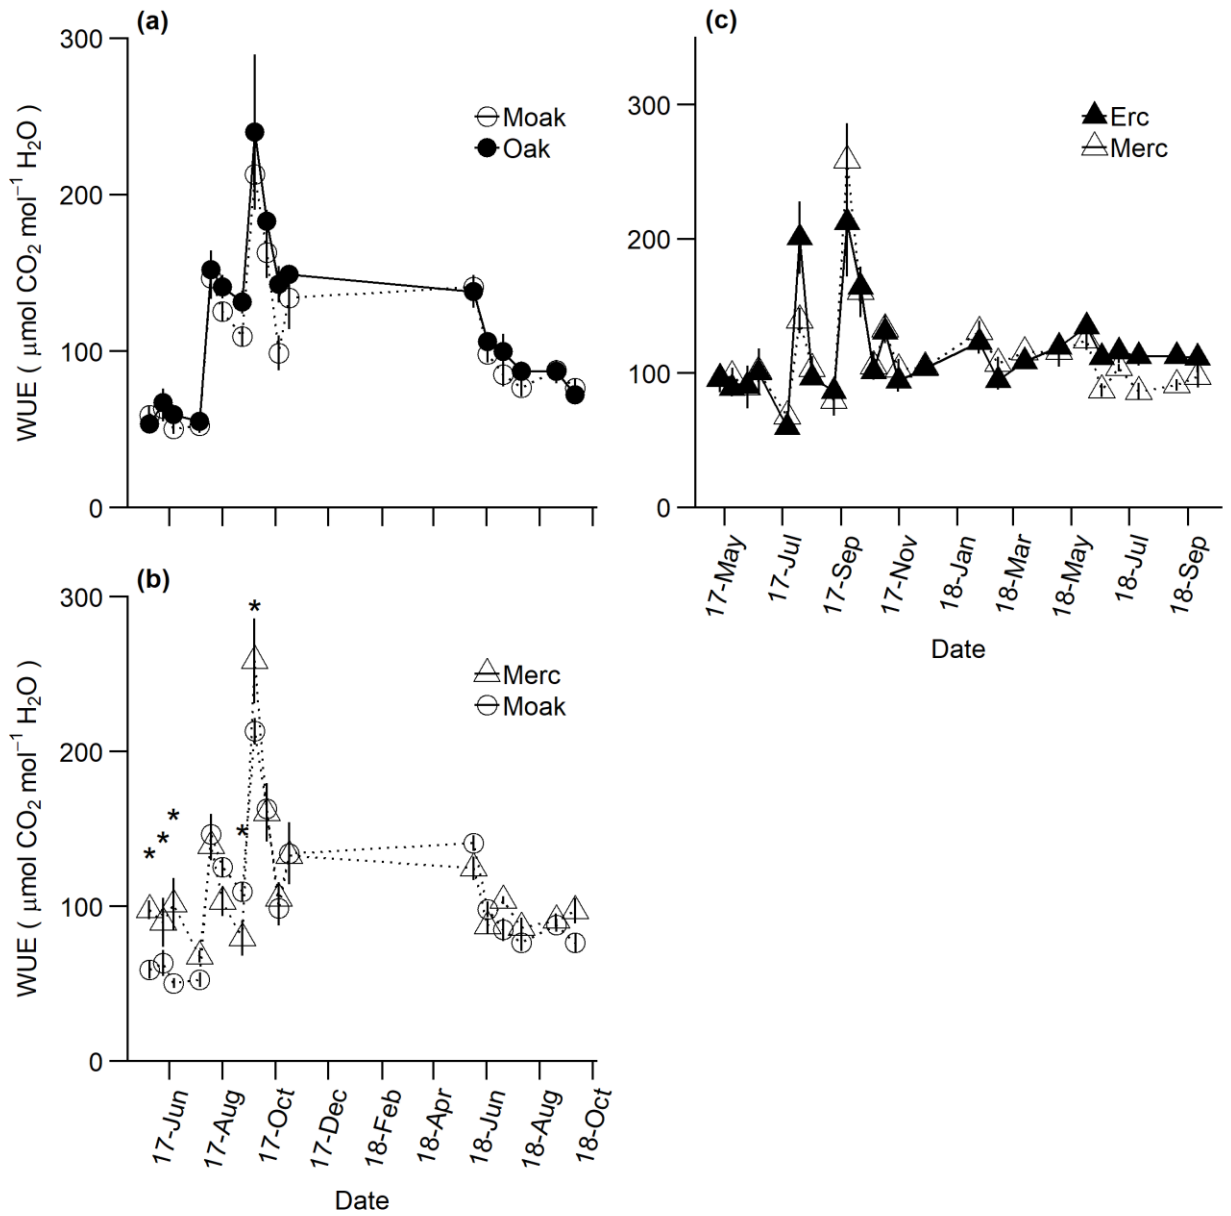 (a)
300
200
100
0
WUE ( μmol CO₂ mol⁻¹ H₂O )
Moak
Oak
(c)
300
200
100
0
Erc
Merc
17-May
17-Jul
17-Sep
17-Nov
18-Jan
18-Mar
18-May
18-Jul
18-Sep
Date
(b)
300
200
100
0
WUE ( μmol CO₂ mol⁻¹ H₂O )
*
*
*
*
*
Merc
Moak
17-Jun
17-Aug
17-Oct
17-Dec
18-Feb
18-Apr
18-Jun
18-Aug
18-Oct
Date